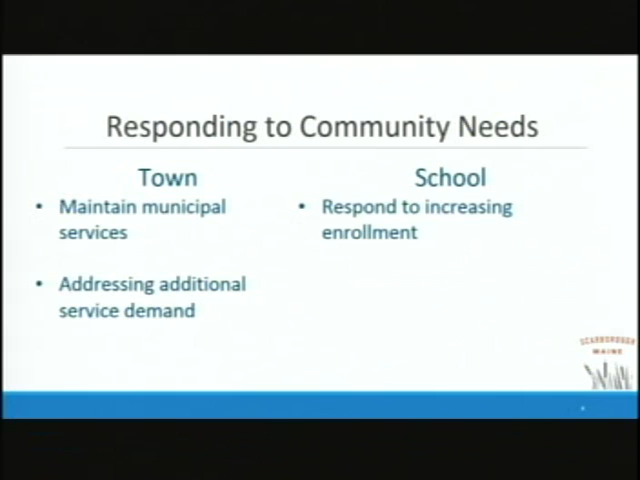 Responding to Community Needs
Town
• Maintain municipal
services
• Addressing additional
service demand
School
• Respond to increasing
enrollment
SCARBOROUGH
MAINE